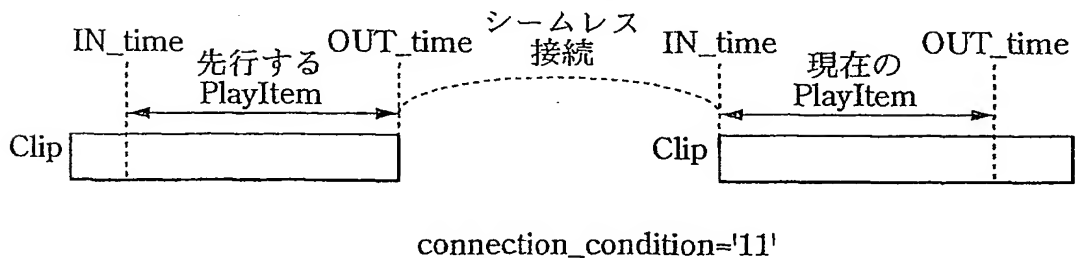 シームレス
接続
IN_time
OUT_time
先行する
PlayItem
IN_time
OUT_time
現在の
PlayItem
Clip
Clip
connection_condition='11'